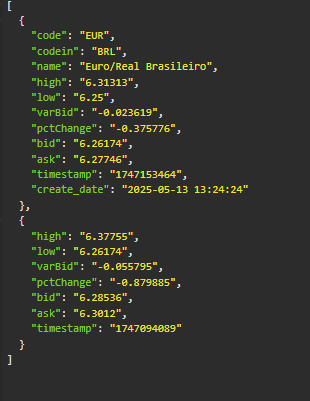 [
  {
    "code": "EUR",
    "codein": "BRL",
    "name": "Euro/Real Brasileiro",
    "high": "6.31313",
    "low": "6.25",
    "varBid": "-0.023619",
    "pctChange": "-0.375776",
    "bid": "6.26174",
    "ask": "6.27746",
    "timestamp": "1747153464",
    "create_date": "2025-05-13 13:24:24"
  },
  {
    "high": "6.37755",
    "low": "6.26174",
    "varBid": "-0.055795",
    "pctChange": "-0.879885",
    "bid": "6.28536",
    "ask": "6.3012",
    "timestamp": "1747094089"
  }
]